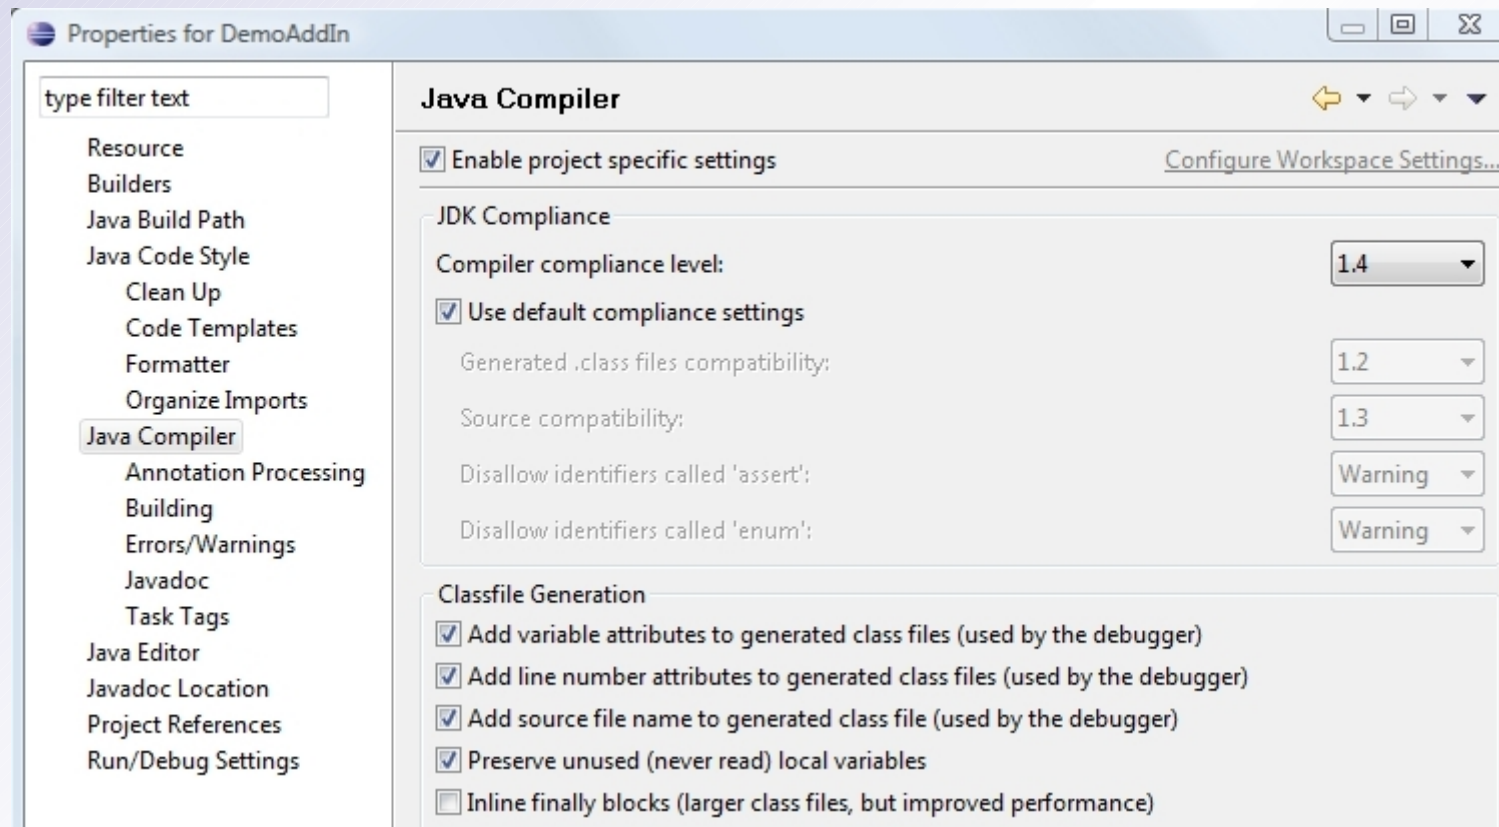 Properties for DemoAddIn
type filter text
Resource
Builders
Java Build Path
Java Code Style
Clean Up
Code Templates
Formatter
Organize Imports
Java Compiler
Annotation Processing
Building
Errors/Warnings
Javadoc
Task Tags
Java Editor
Javadoc Location
Project References
Run/Debug Settings
Java Compiler
Enable project specific settings Configure Workspace Settings...
JDK Compliance
Compiler compliance level: 1.4
Use default compliance settings
Generated .class files compatibility: 1.2
Source compatibility: 1.3
Disallow identifiers called 'assert': Warning
Disallow identifiers called 'enum': Warning
Classfile Generation
Add variable attributes to generated class files (used by the debugger)
Add line number attributes to generated class files (used by the debugger)
Add source file name to generated class file (used by the debugger)
Preserve unused (never read) local variables
Inline finally blocks (larger class files, but improved performance)